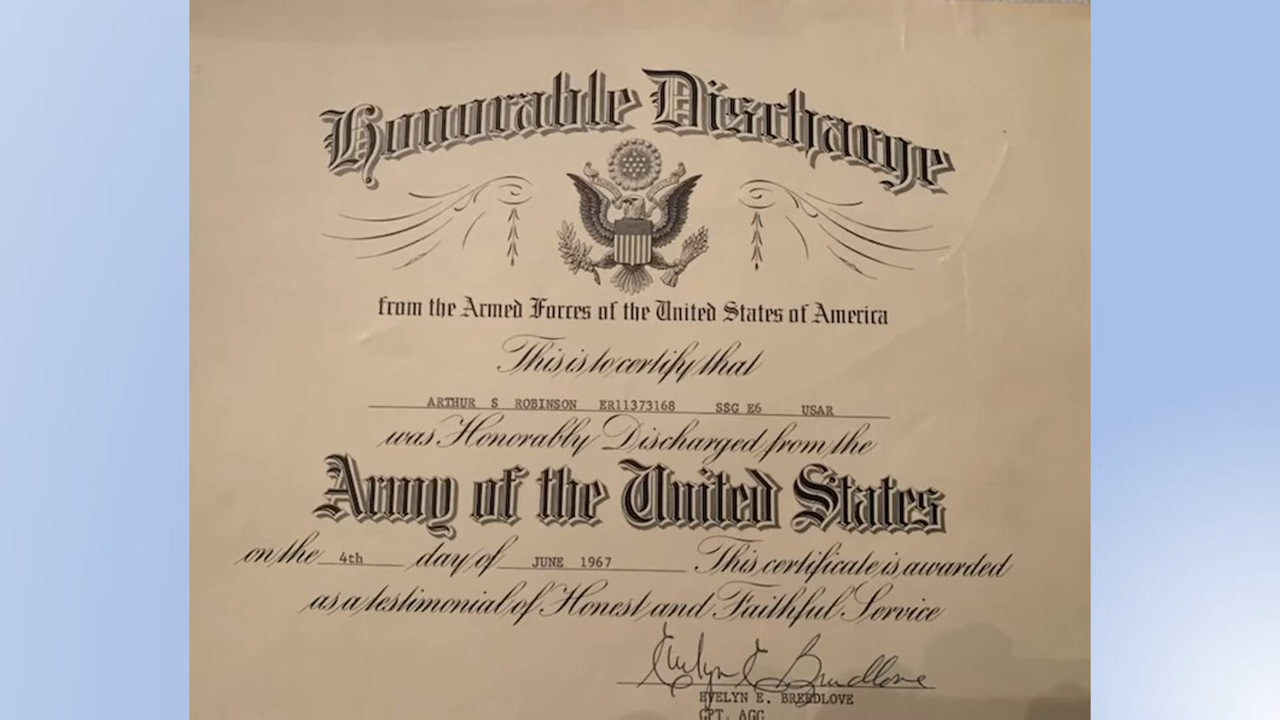 Honorable Discharge
from the Armed Forces of the United States of America
This is to certify that
ARTHUR S ROBINSON ER11373168 SSG E6 USAR
was Honorably Discharged from the
Army of the United States
on the 4th day of JUNE 1967 This certificate is awarded
as a testimonial of Honest and Faithful Service
Evelyn E Breedlove
EVELYN E. BREEDLOVE
CPT, AGC